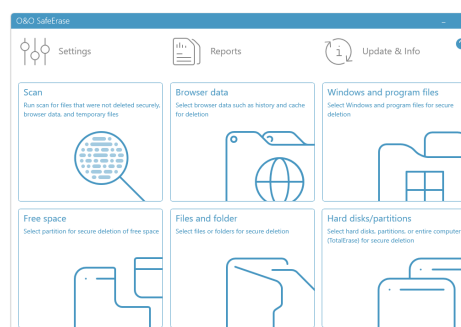 O&O SafeErase
Settings
Reports
Update & Info
Scan
Run scan for files that were not deleted securely,
browser data, and temporary files
Browser data
Select browser data such as history and cache
for deletion
Windows and program files
Select Windows and program files for secure
deletion
Free space
Select partition for secure deletion of free space
Files and folder
Select files or folders for secure deletion
Hard disks/partitions
Select hard disks, partitions, or entire computer
(TotalErase) for secure deletion